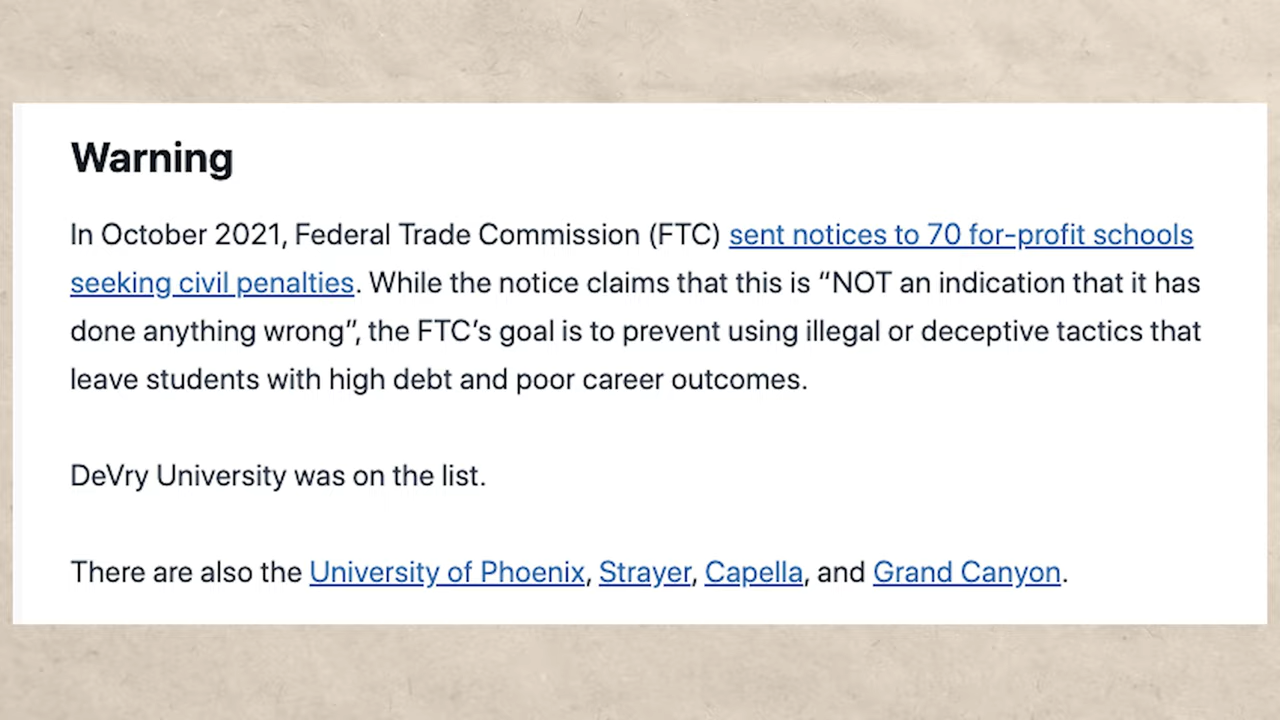 Warning
In October 2021, Federal Trade Commission (FTC) sent notices to 70 for-profit schools
seeking civil penalties. While the notice claims that this is “NOT an indication that it has
done anything wrong”, the FTC’s goal is to prevent using illegal or deceptive tactics that
leave students with high debt and poor career outcomes.
DeVry University was on the list.
There are also the University of Phoenix, Strayer, Capella, and Grand Canyon.